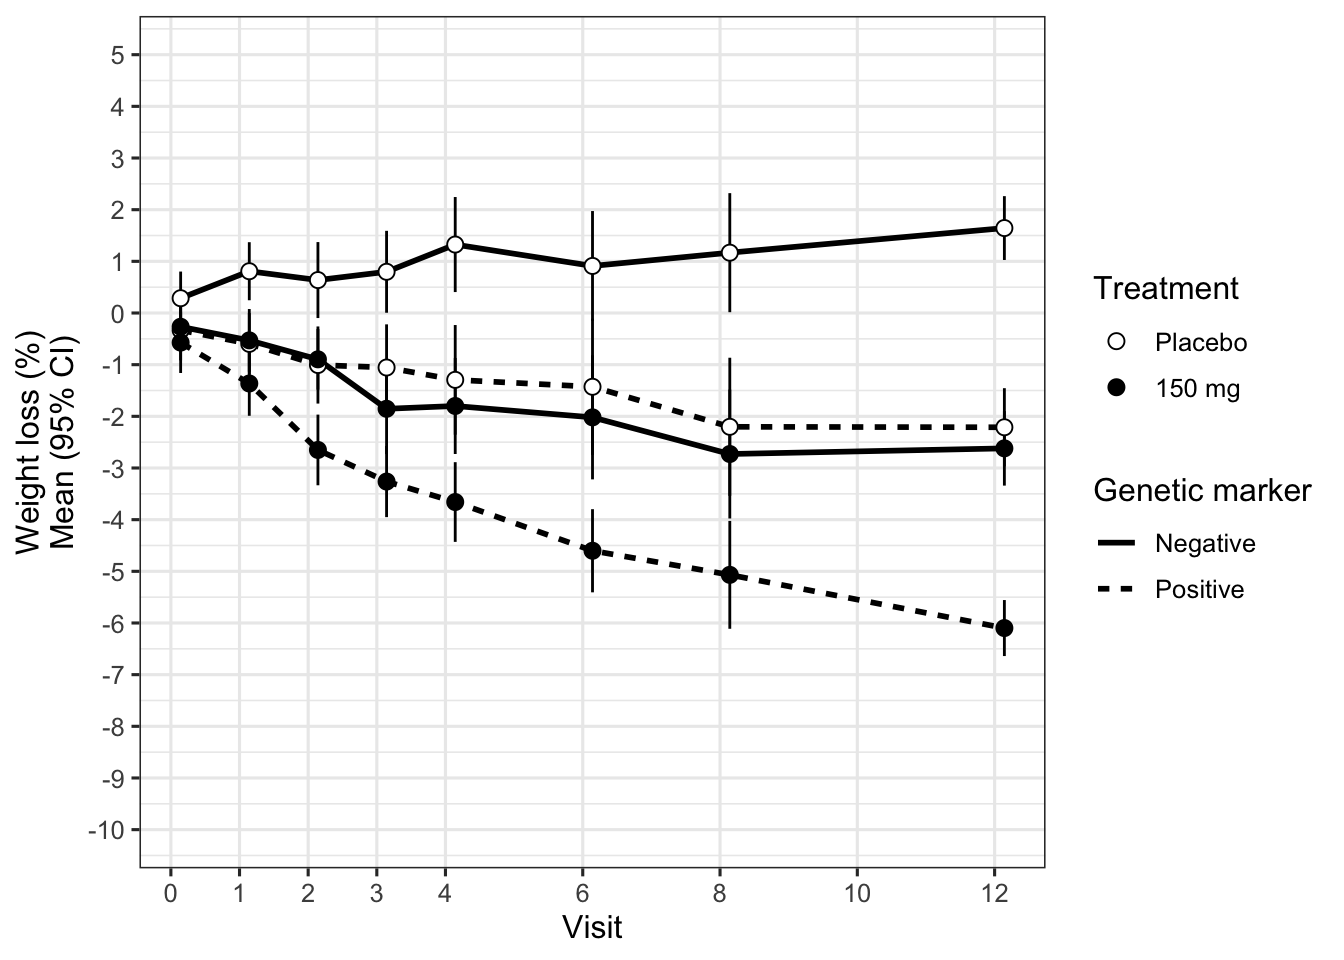 Weight loss (%)
Mean (95% CI)
5
4
3
2
1
0
-1
-2
-3
-4
-5
-6
-7
-8
-9
-10
0 1 2 3 4 6 8 10 12
Visit
Treatment
Placebo
150 mg
Genetic marker
Negative
Positive